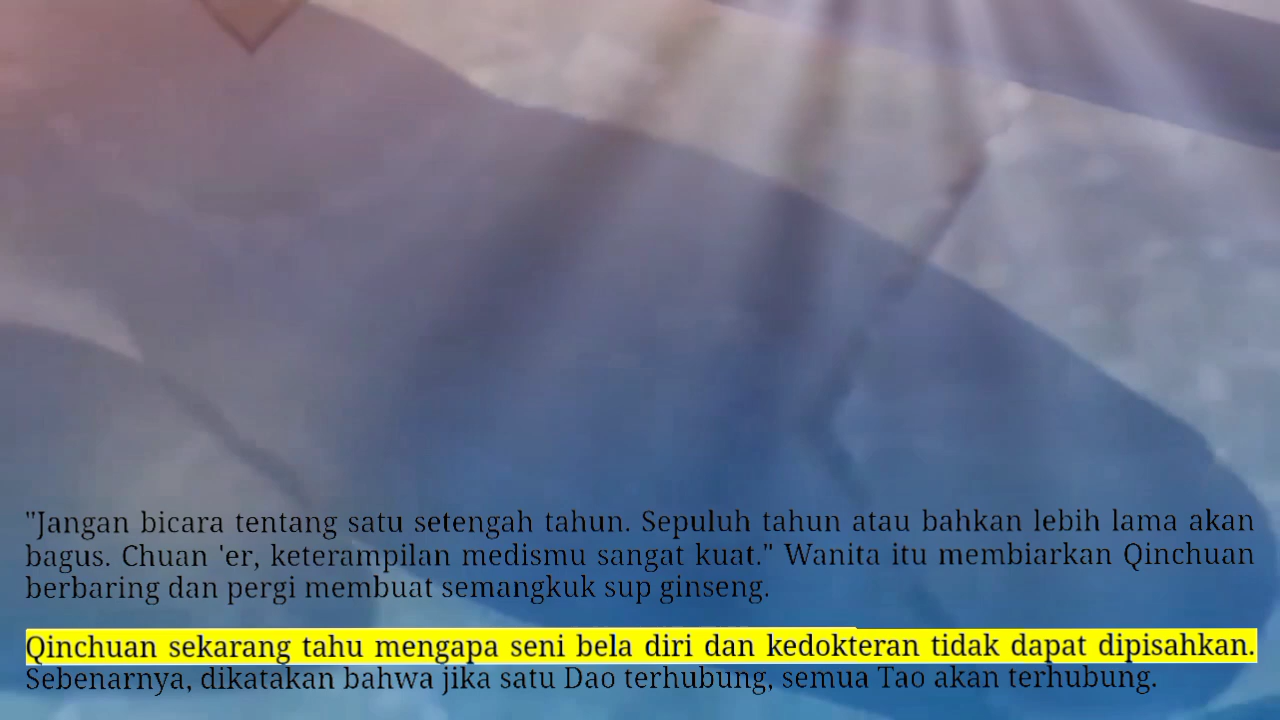 "Jangan bicara tentang satu setengah tahun. Sepuluh tahun atau bahkan lebih lama akan
bagus. Chuan 'er, keterampilan medismu sangat kuat." Wanita itu membiarkan Qinchuan
berbaring dan pergi membuat semangkuk sup ginseng.
Qinchuan sekarang tahu mengapa seni bela diri dan kedokteran tidak dapat dipisahkan.
Sebenarnya, dikatakan bahwa jika satu Dao terhubung, semua Tao akan terhubung.